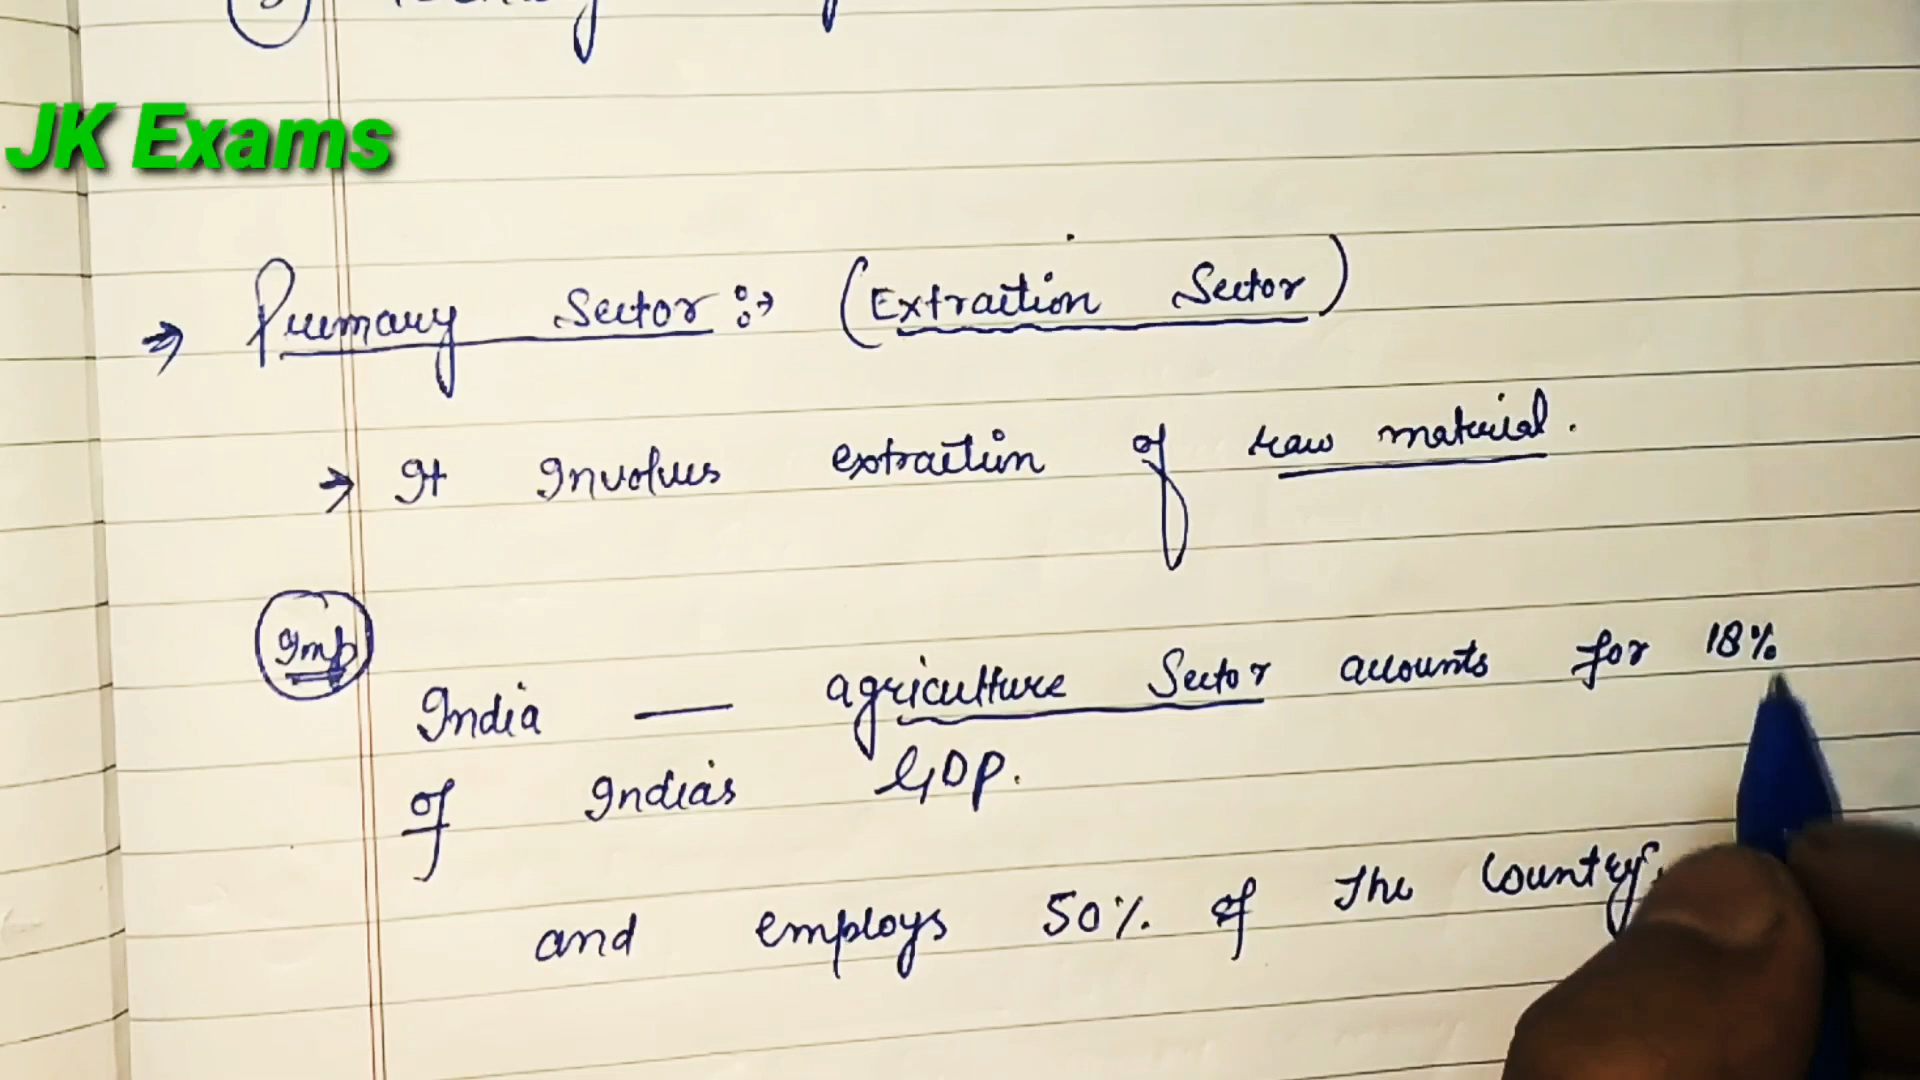 JK Exams
⇒ Primary Sector :→ (Extraction Sector)
→ It Involves extraction of raw material.
Imp
India — agriculture Sector accounts for 18%
of India's GDP.
and employs 50% of the Country